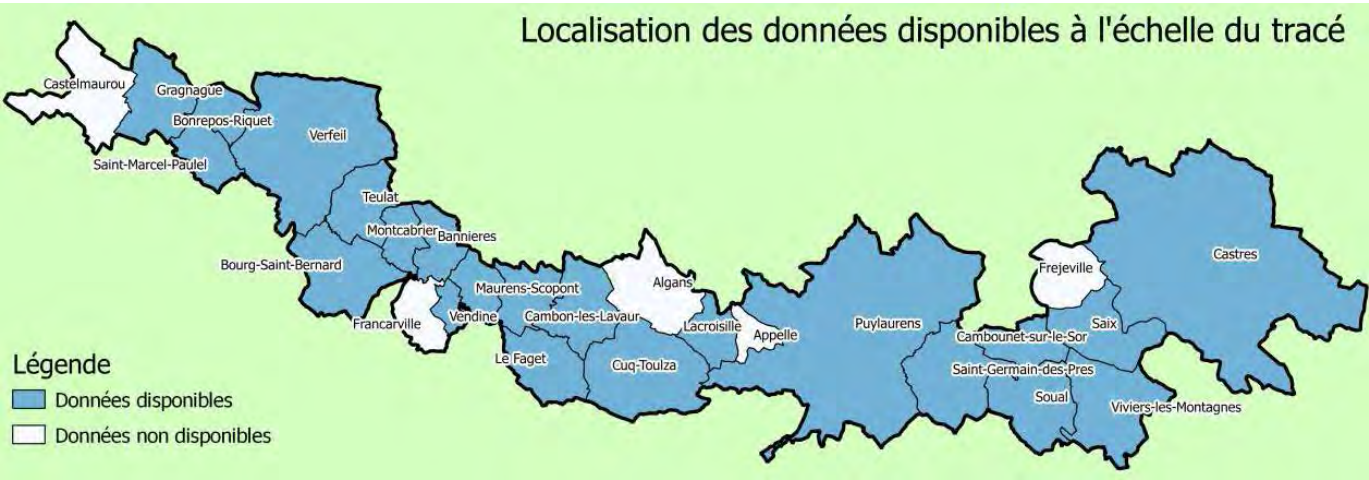 Localisation des données disponibles à l'échelle du tracé
Castelmaurou
Gragnague
Bonrepos-Riquet
Verfeil
Saint-Marcel-Paulel
Teulat
Montcabrier
Bannieres
Bourg-Saint-Bernard
Castres
Frejeville
Algans
Maurens-Scopont
Francarville
Vendine
Cambon-les-Lavaur
Lacroisille
Appelle
Puylaurens
Saix
Cambounet-sur-le-Sor
Le Faget
Cuq-Toulza
Saint-Germain-des-Pres
Soual
Viviers-les-Montagnes
Légende
Données disponibles
Données non disponibles